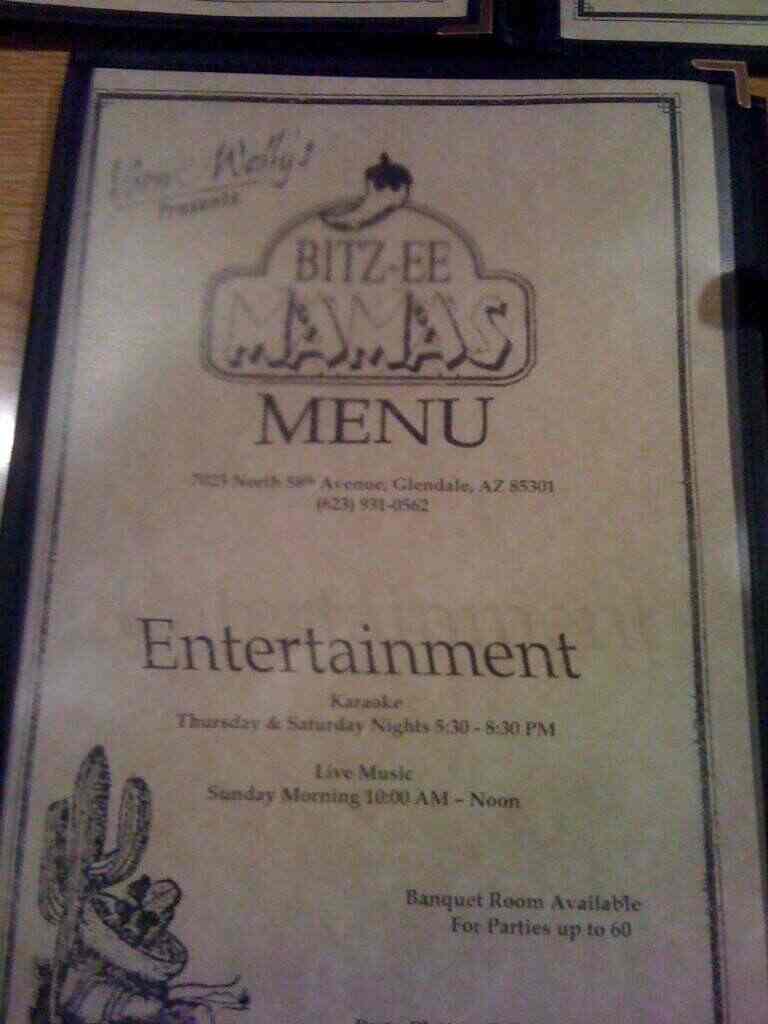 Presents
BITZ-EE
MAMA'S
MENU
7023 North 58th Avenue, Glendale, AZ 85301
(623) 931-0562
Entertainment
Karaoke
Thursday & Saturday Nights 5:30 - 8:30 PM
Live Music
Sunday Morning 10:00 AM – Noon
Banquet Room Available
For Parties up to 60